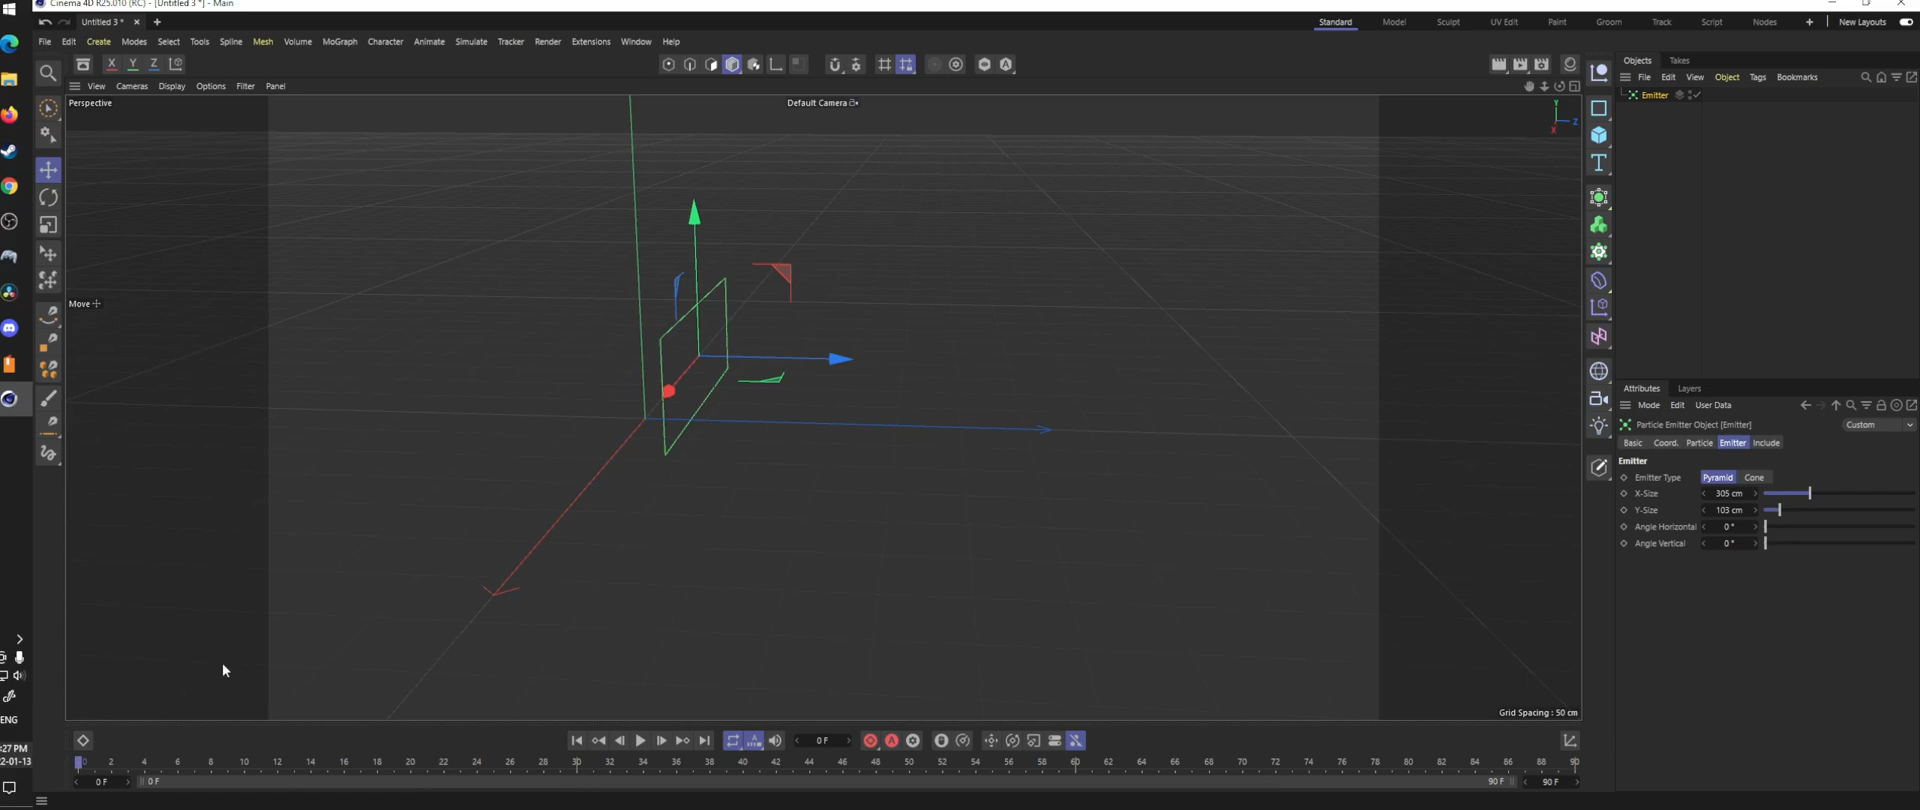 Cinema 4D R25.010 (RC) - [Untitled 3 *] - Main
Untitled 3 *
Standard Model Sculpt UV Edit Paint Groom Track Script Nodes New Layouts
File Edit Create Modes Select Tools Spline Mesh Volume MoGraph Character Animate Simulate Tracker Render Extensions Window Help
X Y Z
View Cameras Display Options Filter Panel
Perspective
Default Camera
Y
Z
X
Move
Grid Spacing : 50 cm
Objects Takes
File Edit View Object Tags Bookmarks
Emitter
Attributes Layers
Mode Edit User Data
Particle Emitter Object [Emitter] Custom
Basic Coord. Particle Emitter Include
Emitter
Emitter Type Pyramid Cone
X-Size 305 cm
Y-Size 103 cm
Angle Horizontal 0 °
Angle Vertical 0 °
0 F
0 2 4 6 8 10 12 14 16 18 20 22 24 26 28 30 32 34 36 38 40 42 44 46 48 50 52 54 56 58 60 62 64 66 68 70 72 74 76 78 80 82 84 86 88 90
0 F 0 F 90 F 90 F
ENG
:27 PM
2-01-13